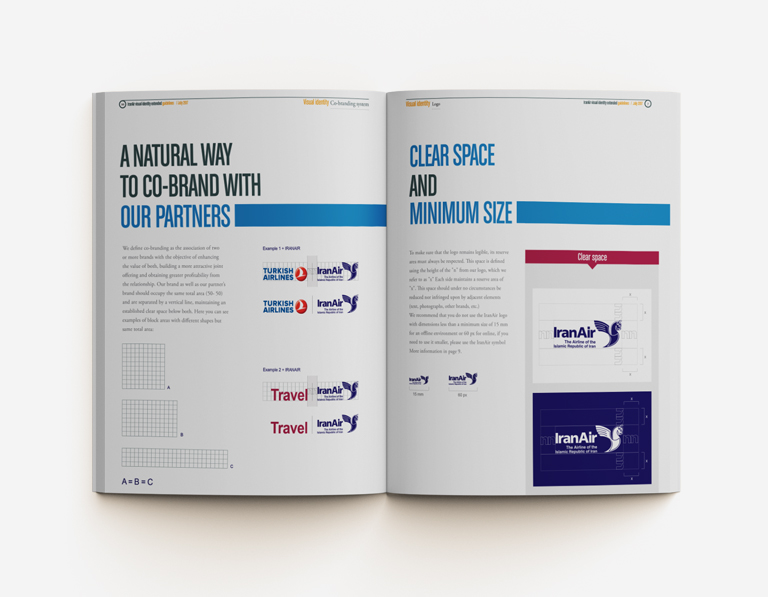 Visual identity Co-branding system
A NATURAL WAY
TO CO-BRAND WITH
OUR PARTNERS
We define co-branding as the association of two
or more brands with the objective of enhancing
the value of both, building a more attractive joint
offering and obtaining greater profitability from
the relationship. Our brand as well as our partner's
brand should occupy the same total area (50- 50)
and are separated by a vertical line, maintaining an
established clear space below both. Here you can see
examples of block areas with different shapes but
same total area:
A
B
C
A = B = C
Example 1 = IRANAIR
TURKISH
AIRLINES
IranAir
The Airline of the
Islamic Republic of Iran
TURKISH
AIRLINES
IranAir
The Airline of the
Islamic Republic of Iran
Example 2 = IRANAIR
Travel
IranAir
The Airline of the
Islamic Republic of Iran
Travel
IranAir
The Airline of the
Islamic Republic of Iran
Visual identity Logo
CLEAR SPACE
AND
MINIMUM SIZE
To make sure that the logo remains legible, its reserve
area must always be respected. This space is defined
using the height of the "n" from our logo, which we
refer to as "x". Each side maintains a reserve area of
"x". This space should under no circumstances be
reduced nor infringed upon by adjacent elements
(text, photographs, other brands, etc.)
We recommend that you do not use the IranAir logo
with dimensions less than a minimum size of 15 mm
for an offline environment or 60 px for online, if you
need to use it smaller, please use the IranAir symbol
More information in page 9.
IranAir
15 mm
IranAir
60 px
Clear space
IranAir
The Airline of the
Islamic Republic of Iran
IranAir
The Airline of the
Islamic Republic of Iran